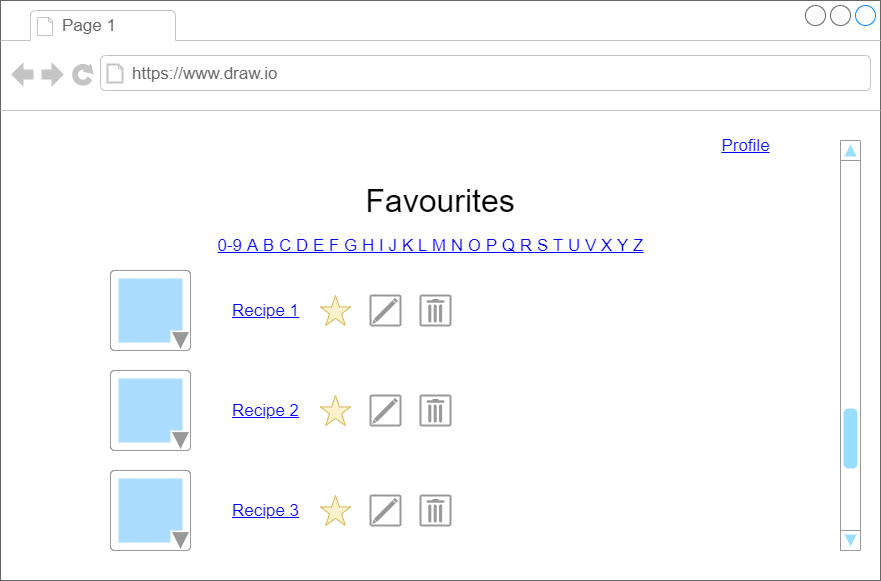 Page 1
https://www.draw.io
Profile
Favourites
0-9 A B C D E F G H I J K L M N O P Q R S T U V X Y Z
Recipe 1
Recipe 2
Recipe 3